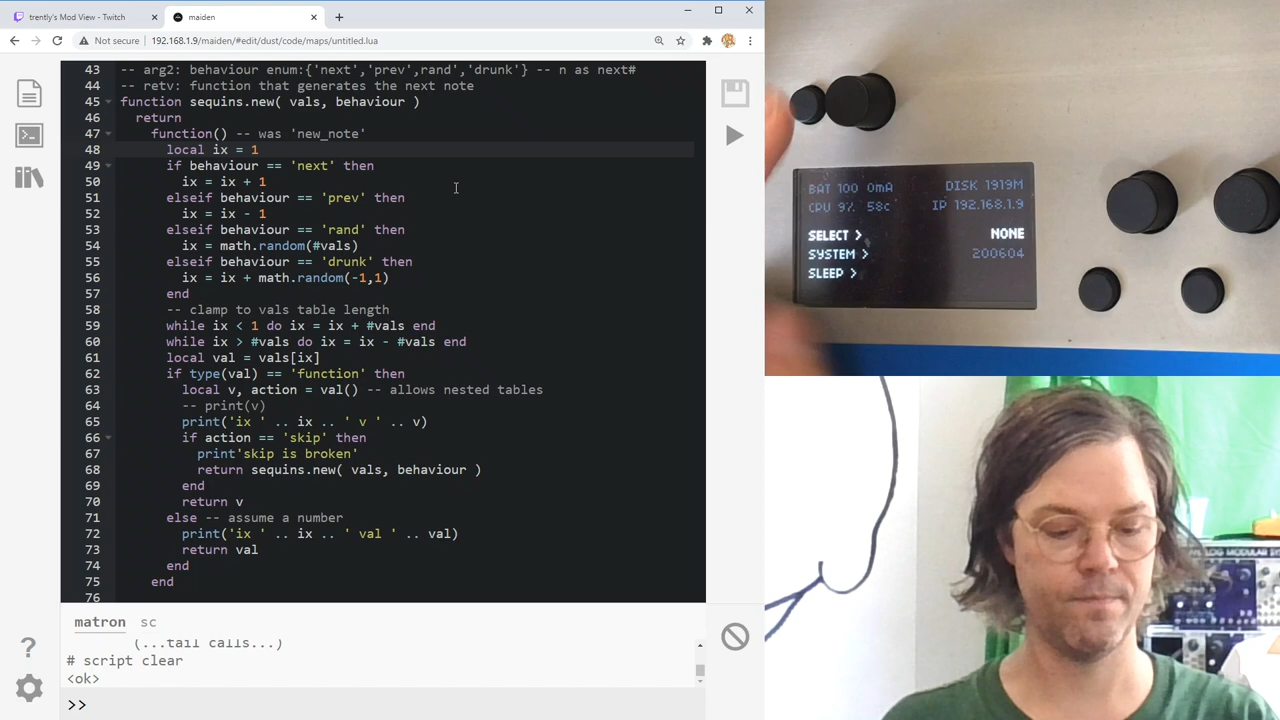 trently's Mod View - Twitch
maiden
Not secure
192.168.1.9/maiden/#edit/dust/code/maps/untitled.lua
43 -- arg2: behaviour enum:{'next','prev',rand','drunk'} -- n as next#
44 -- retv: function that generates the next note
45 function sequins.new( vals, behaviour )
46 return
47 function() -- was 'new_note'
48 local ix = 1
49 if behaviour == 'next' then
50 ix = ix + 1
51 elseif behaviour == 'prev' then
52 ix = ix - 1
53 elseif behaviour == 'rand' then
54 ix = math.random(#vals)
55 elseif behaviour == 'drunk' then
56 ix = ix + math.random(-1,1)
57 end
58 -- clamp to vals table length
59 while ix < 1 do ix = ix + #vals end
60 while ix > #vals do ix = ix - #vals end
61 local val = vals[ix]
62 if type(val) == 'function' then
63 local v, action = val() -- allows nested tables
64 -- print(v)
65 print('ix ' .. ix .. ' v ' .. v)
66 if action == 'skip' then
67 print'skip is broken'
68 return sequins.new( vals, behaviour )
69 end
70 return v
71 else -- assume a number
72 print('ix ' .. ix .. ' val ' .. val)
73 return val
74 end
75 end
76
matron sc
(...tail calls...)
# script clear
<ok>
>>
BAT 100 0mA DISK 1919M
CPU 9% 58c IP 192.168.1.9
SELECT > NONE
SYSTEM > 200604
SLEEP >